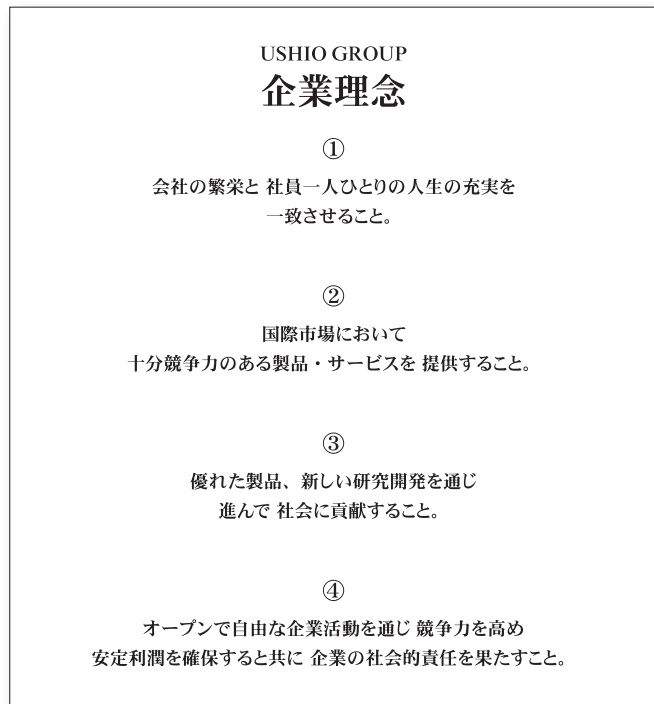 USHIO GROUP
企業理念
①
会社の繁栄と 社員一人ひとりの人生の充実を
一致させること。
②
国際市場において
十分競争力のある製品・サービスを 提供すること。
③
優れた製品、新しい研究開発を通じ
進んで 社会に貢献すること。
④
オープンで自由な企業活動を通じ 競争力を高め
安定利潤を確保すると共に 企業の社会的責任を果たすこと。